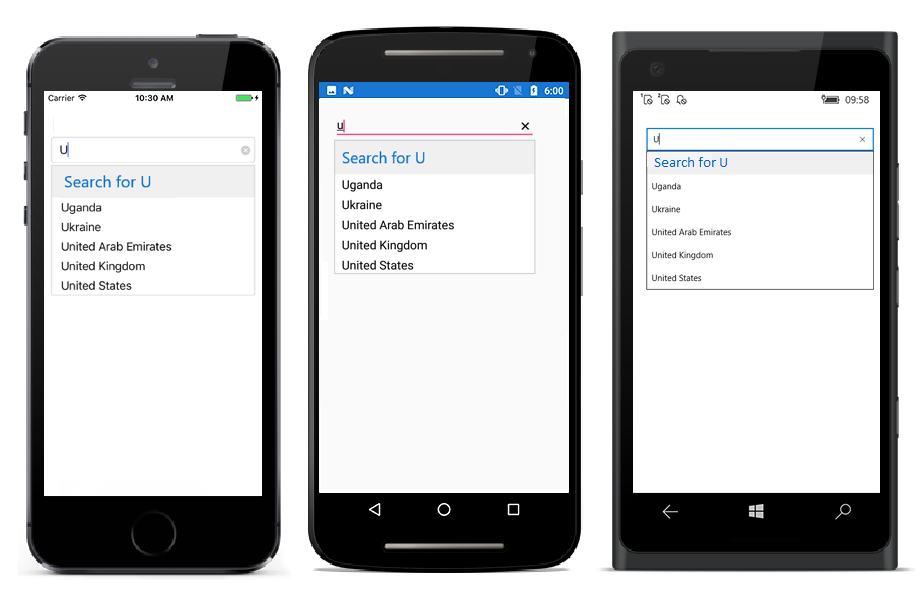 Carrier 10:30 AM
U
Search for U
Uganda
Ukraine
United Arab Emirates
United Kingdom
United States
6:00
u
Search for U
Uganda
Ukraine
United Arab Emirates
United Kingdom
United States
1 2 09:58
U
Search for U
Uganda
Ukraine
United Arab Emirates
United Kingdom
United States